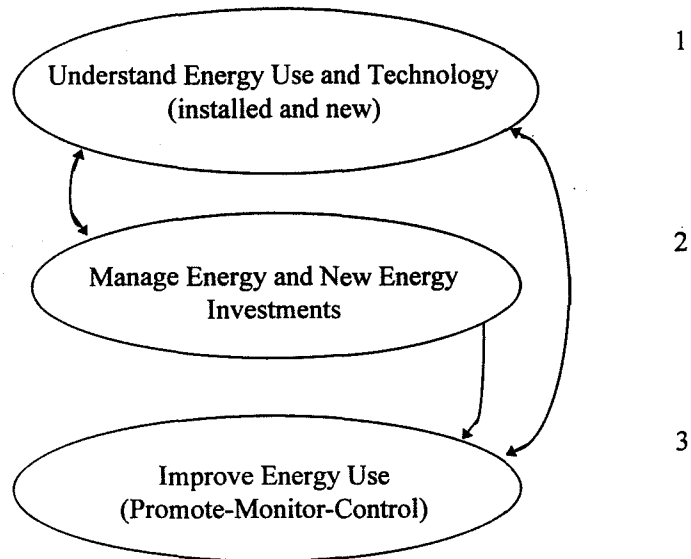 1
Understand Energy Use and Technology
(installed and new)
2
Manage Energy and New Energy
Investments
3
Improve Energy Use
(Promote-Monitor-Control)